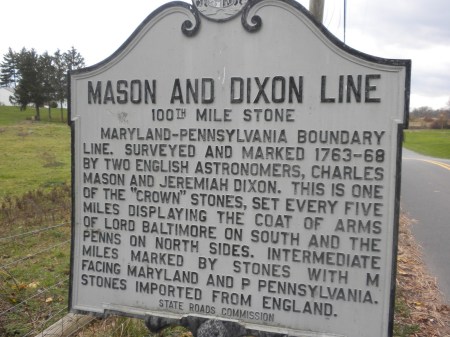 MASON AND DIXON LINE
100TH MILE STONE
MARYLAND-PENNSYLVANIA BOUNDARY
LINE. SURVEYED AND MARKED 1763-68
BY TWO ENGLISH ASTRONOMERS, CHARLES
MASON AND JEREMIAH DIXON. THIS IS ONE
OF THE "CROWN" STONES, SET EVERY FIVE
MILES DISPLAYING THE COAT OF ARMS
OF LORD BALTIMORE ON SOUTH AND THE
PENNS ON NORTH SIDES. INTERMEDIATE
MILES MARKED BY STONES WITH M
FACING MARYLAND AND P PENNSYLVANIA.
STONES IMPORTED FROM ENGLAND.
STATE ROADS COMMISSION